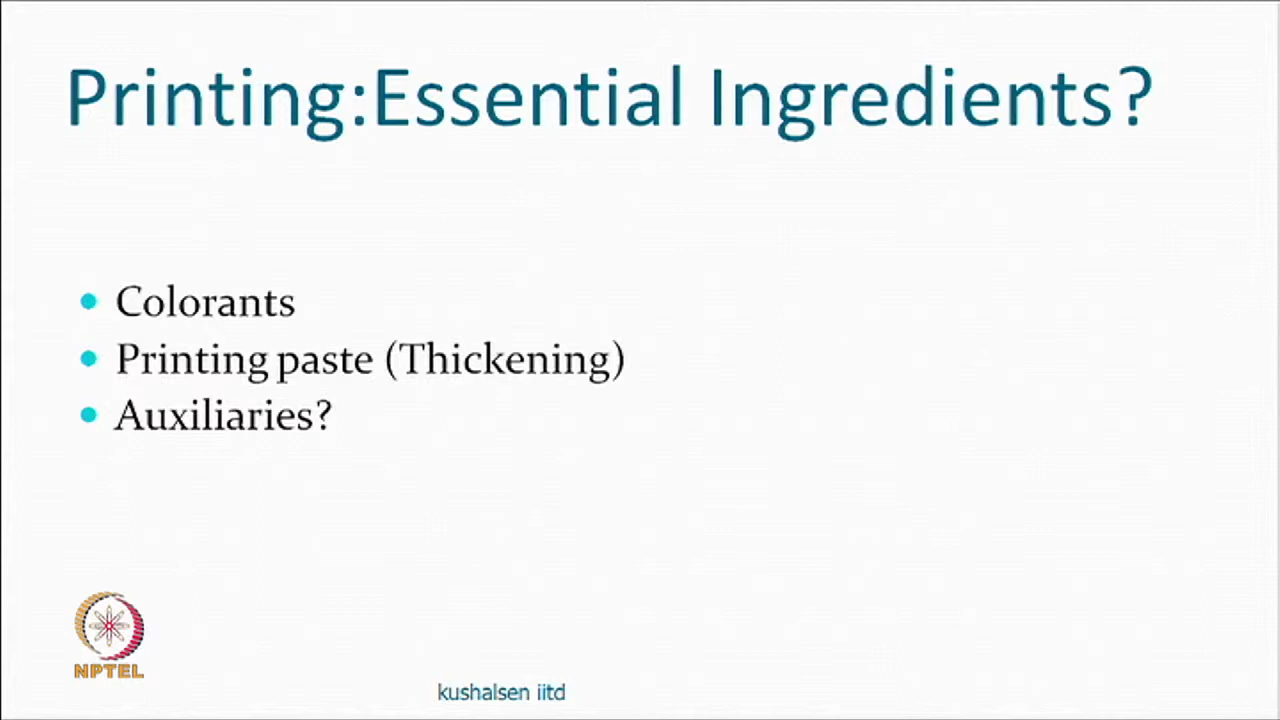 Printing:Essential Ingredients?
Colorants
Printing paste (Thickening)
Auxiliaries?
NPTEL
kushalsen iitd